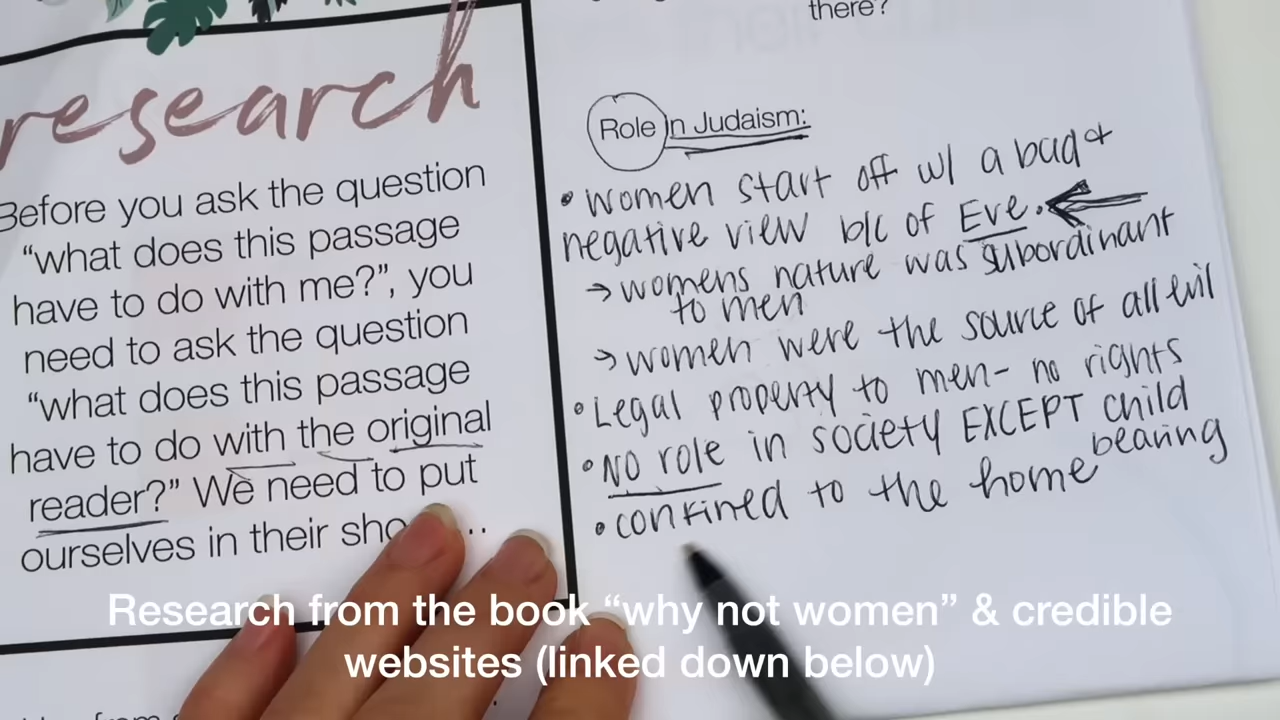 there?
research
Before you ask the question
“what does this passage
have to do with me?”, you
need to ask the question
“what does this passage
have to do with the original
reader?” We need to put
ourselves in their sho
Role in Judaism:
• women start off w/ a bad +
negative view b/c of Eve.
→ womens nature was subordinant
to men
→ women were the source of all evil
• Legal property to men- no rights
• NO role in society EXCEPT child
bearing
• confined to the home
Research from the book “why not women” & credible
websites (linked down below)